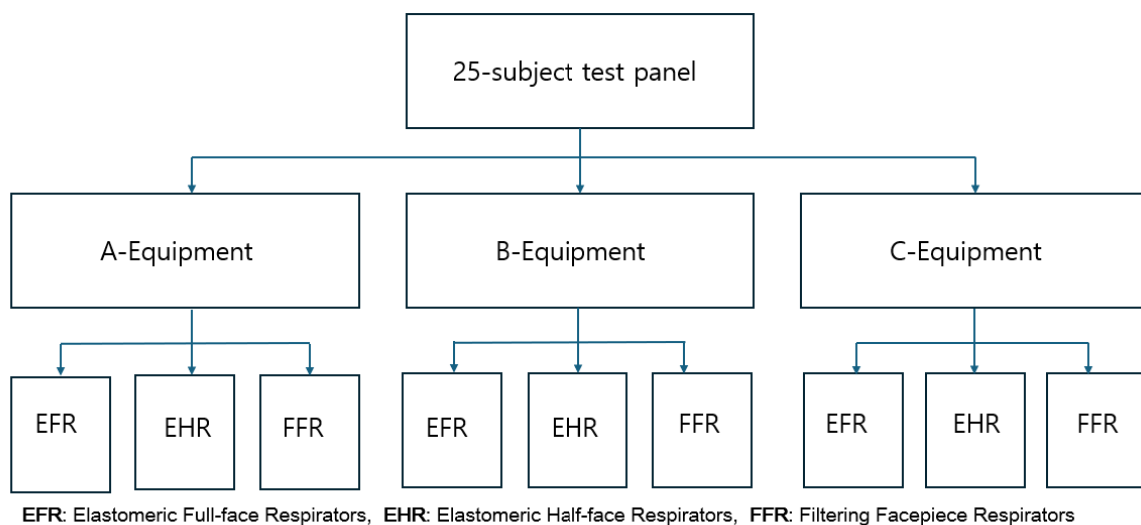 25-subject test panel
A-Equipment
B-Equipment
C-Equipment
EFR
EHR
FFR
EFR
EHR
FFR
EFR
EHR
FFR
EFR: Elastomeric Full-face Respirators, EHR: Elastomeric Half-face Respirators, FFR: Filtering Facepiece Respirators